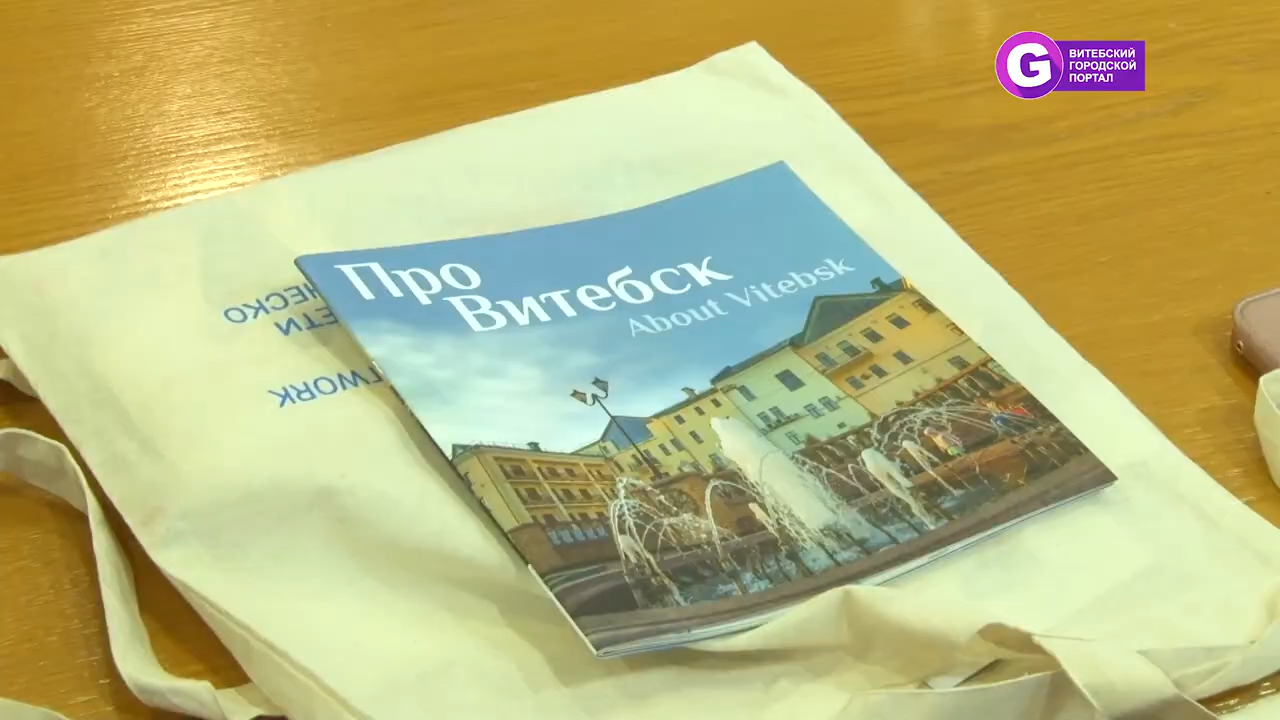 G
ВИТЕБСКИЙ
ГОРОДСКОЙ
ПОРТАЛ
Про
Витебск
About Vitebsk